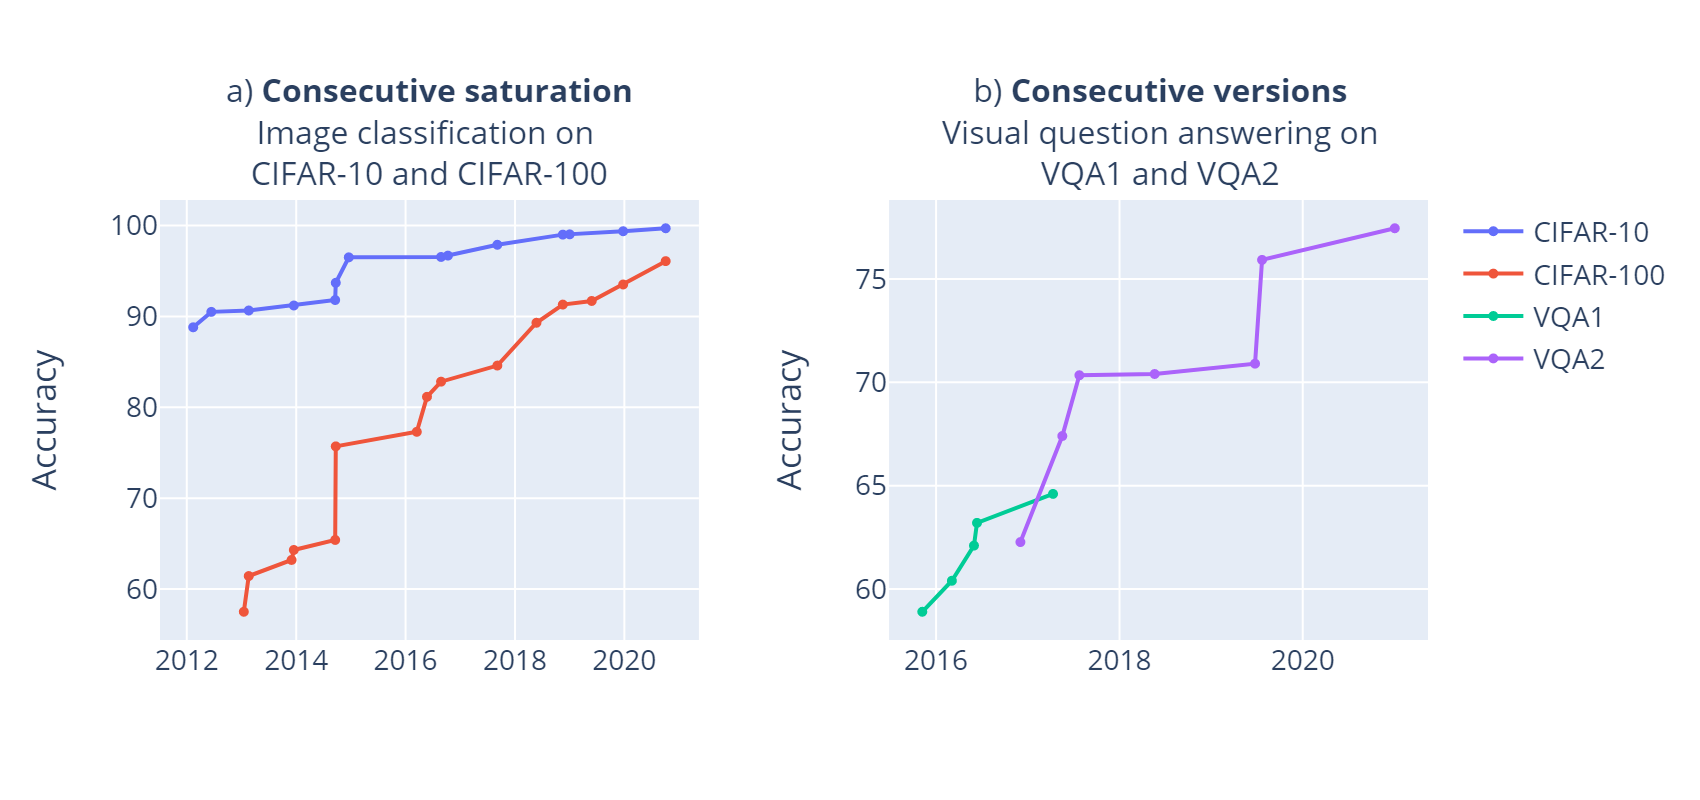 a) Consecutive saturation
Image classification on
CIFAR-10 and CIFAR-100
Accuracy
100
90
80
70
60
2012 2014 2016 2018 2020
b) Consecutive versions
Visual question answering on
VQA1 and VQA2
Accuracy
75
70
65
60
2016 2018 2020
CIFAR-10
CIFAR-100
VQA1
VQA2